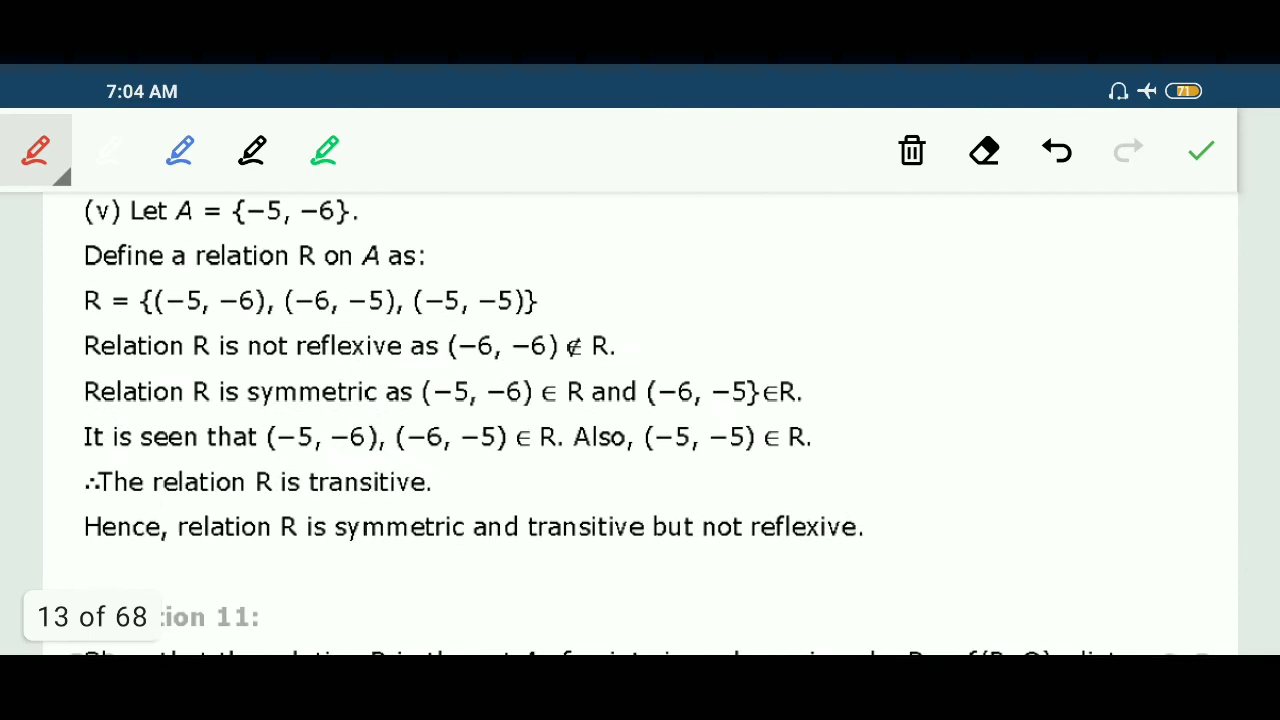 7:04 AM
71
(v) Let A = {−5, −6}.
Define a relation R on A as:
R = {(−5, −6), (−6, −5), (−5, −5)}
Relation R is not reflexive as (−6, −6) ∉ R.
Relation R is symmetric as (−5, −6) ∈ R and (−6, −5}∈R.
It is seen that (−5, −6), (−6, −5) ∈ R. Also, (−5, −5) ∈ R.
∴The relation R is transitive.
Hence, relation R is symmetric and transitive but not reflexive.
13 of 68
tion 11: